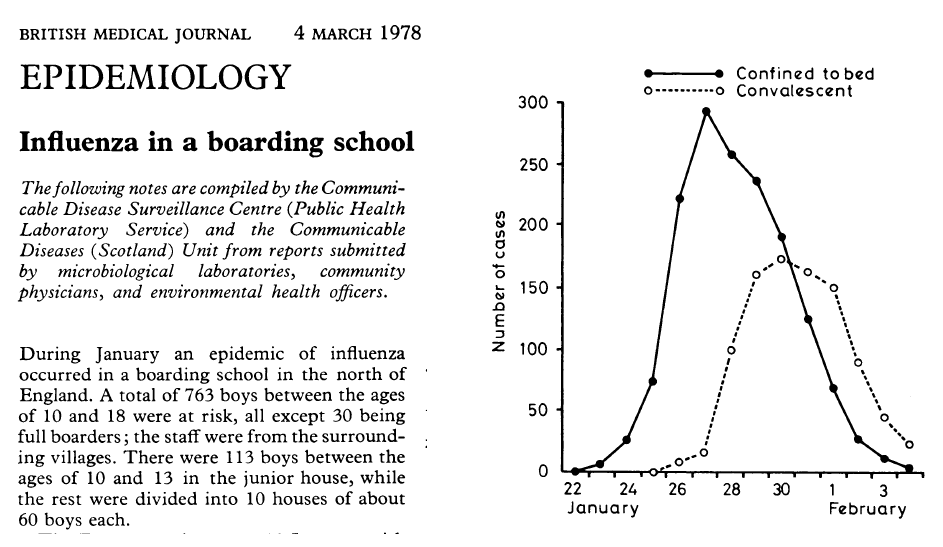 BRITISH MEDICAL JOURNAL 4 MARCH 1978
EPIDEMIOLOGY
Influenza in a boarding school
The following notes are compiled by the Communi-
cable Disease Surveillance Centre (Public Health
Laboratory Service) and the Communicable
Diseases (Scotland) Unit from reports submitted
by microbiological laboratories, community
physicians, and environmental health officers.
During January an epidemic of influenza
occurred in a boarding school in the north of
England. A total of 763 boys between the ages
of 10 and 18 were at risk, all except 30 being
full boarders; the staff were from the surround-
ing villages. There were 113 boys between the
ages of 10 and 13 in the junior house, while
the rest were divided into 10 houses of about
60 boys each.
Confined to bed
Convalescent
Number of cases
300
250
200
150
100
50
0
22 24 26 28 30 1 3
January February